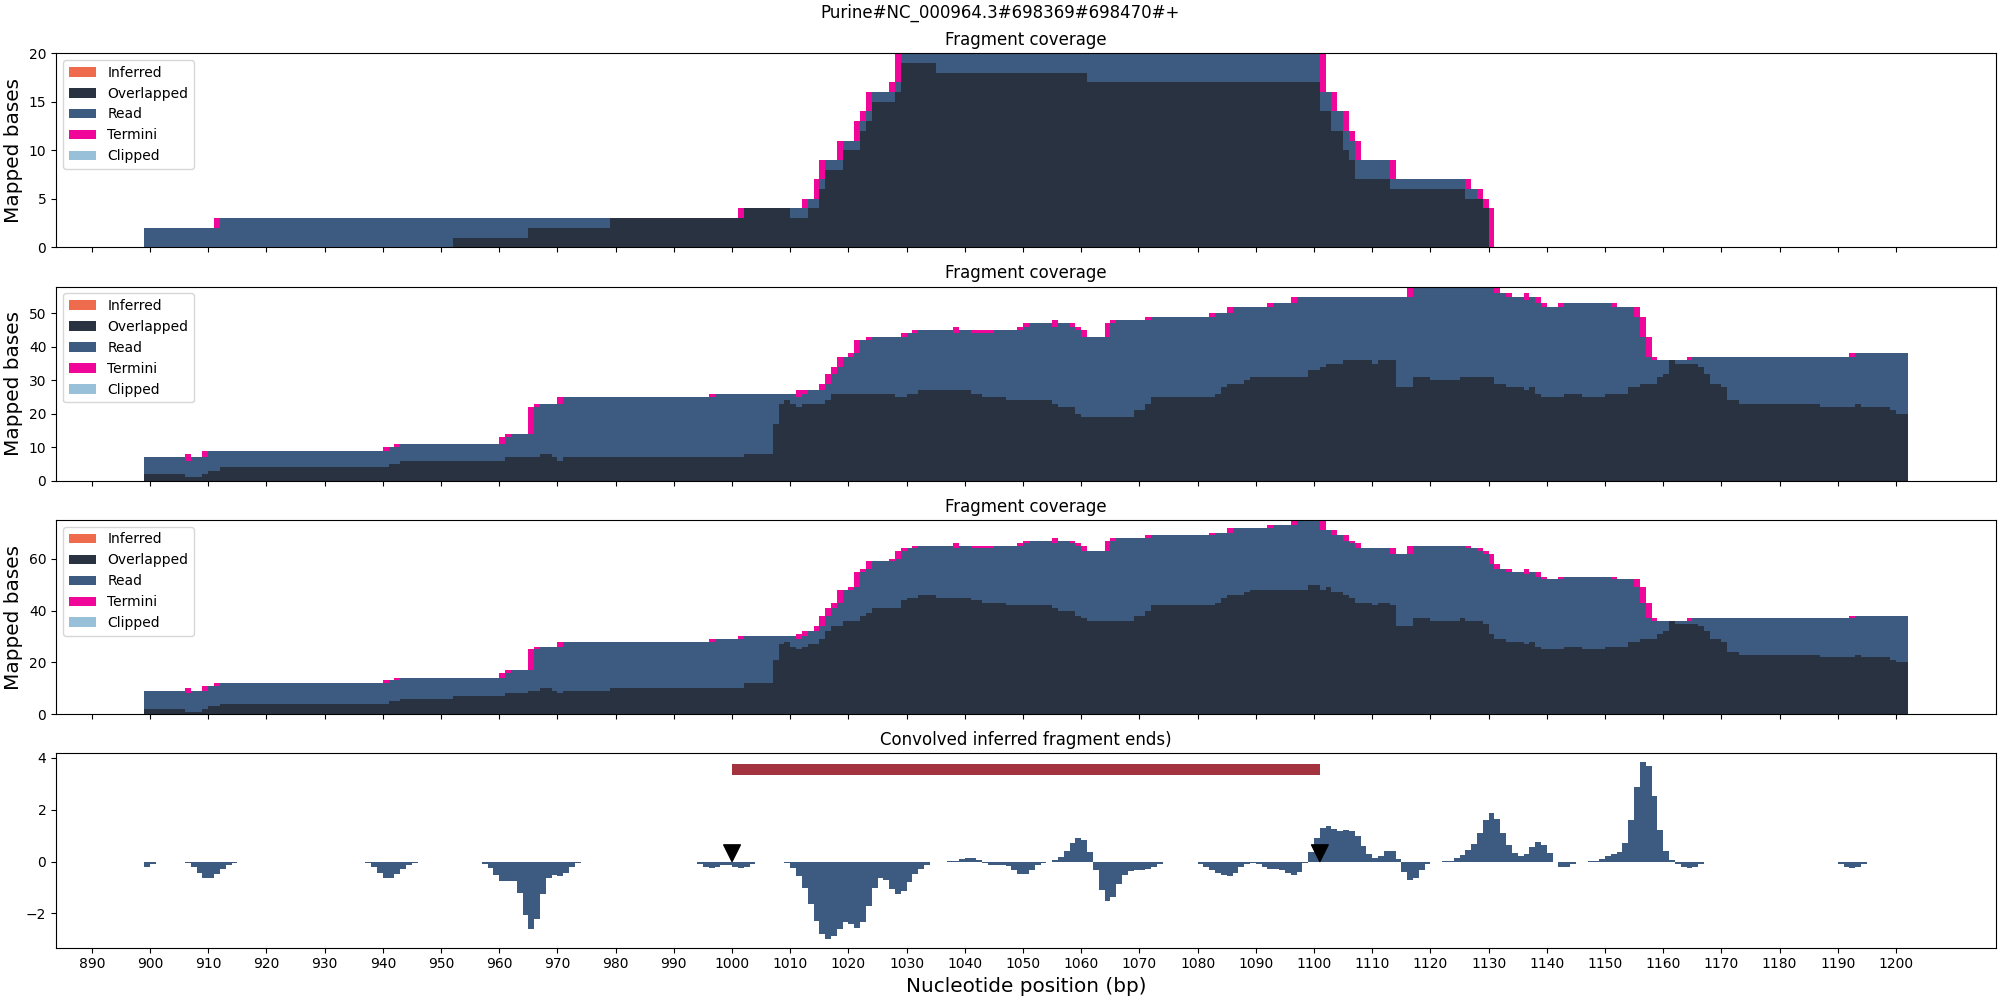 Purine#NC_000964.3#698369#698470#+
Fragment coverage
20
15
10
5
0
Mapped bases
Inferred
Overlapped
Read
Termini
Clipped
Fragment coverage
50
40
30
20
10
0
Mapped bases
Inferred
Overlapped
Read
Termini
Clipped
Fragment coverage
60
40
20
0
Mapped bases
Inferred
Overlapped
Read
Termini
Clipped
Convolved inferred fragment ends)
4
2
0
−2
890 900 910 920 930 940 950 960 970 980 990 1000 1010 1020 1030 1040 1050 1060 1070 1080 1090 1100 1110 1120 1130 1140 1150 1160 1170 1180 1190 1200
Nucleotide position (bp)